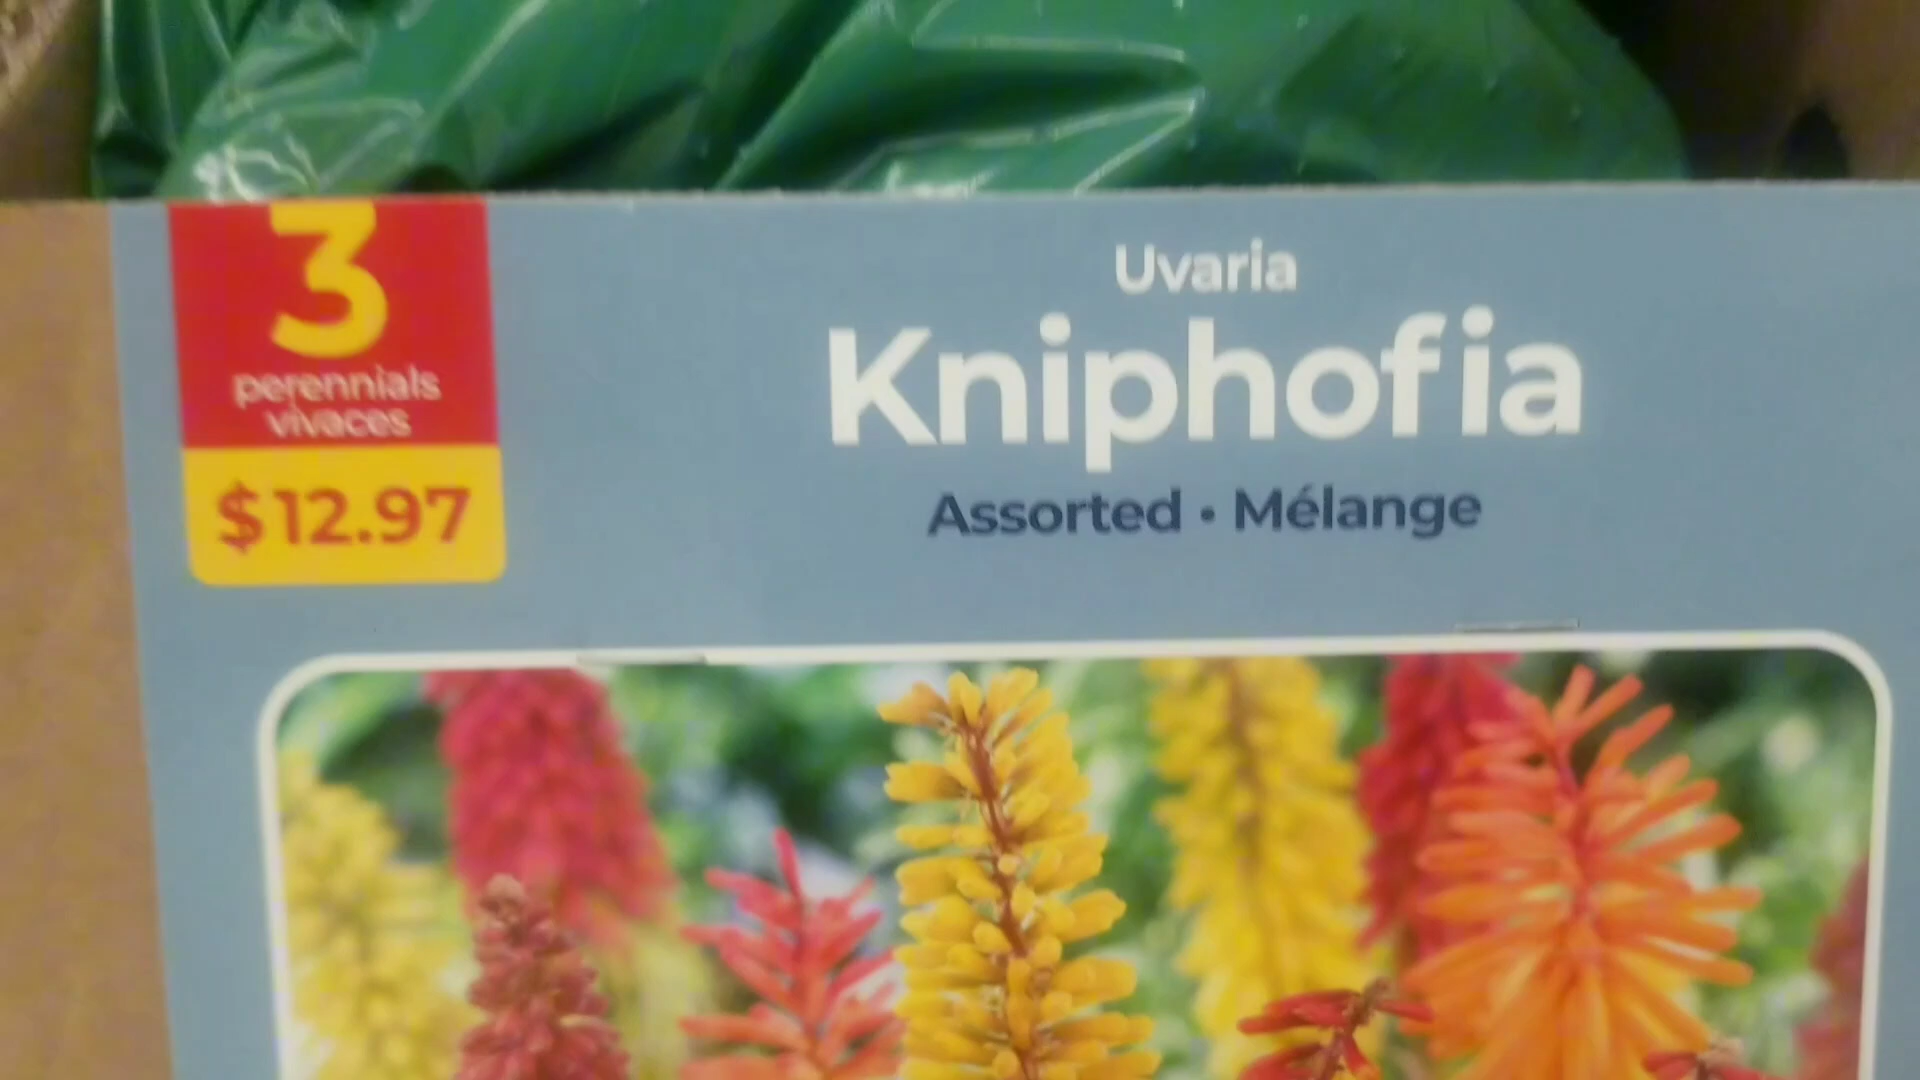 3
perennials
vivaces
$12.97
Uvaria
Kniphofia
Assorted • Mélange